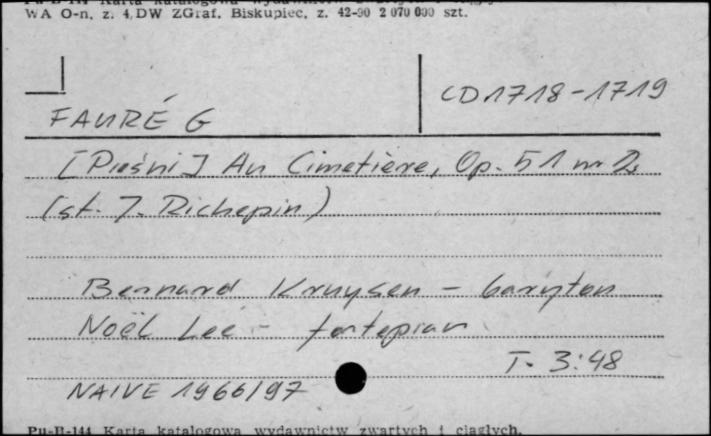 WA O-n, z. 4, DW ZGraf. Biskupiec, z. 42-90 2 070 000 szt.
CD 1718-1719
FAURÉ G
[Pieśni] Au Cimetière, Op. 51 nr 2
(sł. J. Richepin)
Bernard Kruysen - baryton
Noël Lee - fortepian
T. 3:48
NAIVE 1966/97
Pu-B-144 Karta katalogowa wydawnictw zwartych i ciągłych.